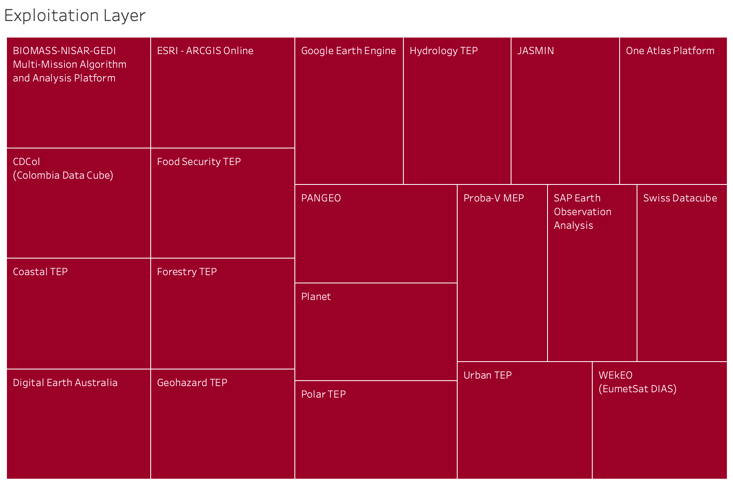 Exploitation Layer
BIOMASS-NISAR-GEDI
Multi-Mission Algorithm
and Analysis Platform
CDCol
(Colombia Data Cube)
Coastal TEP
Digital Earth Australia
ESRI - ARCGIS Online
Food Security TEP
Forestry TEP
Geohazard TEP
Google Earth Engine
Hydrology TEP
JASMIN
One Atlas Platform
PANGEO
Planet
Polar TEP
Proba-V MEP
SAP Earth
Observation
Analysis
Swiss Datacube
Urban TEP
WEkEO
(EumetSat DIAS)